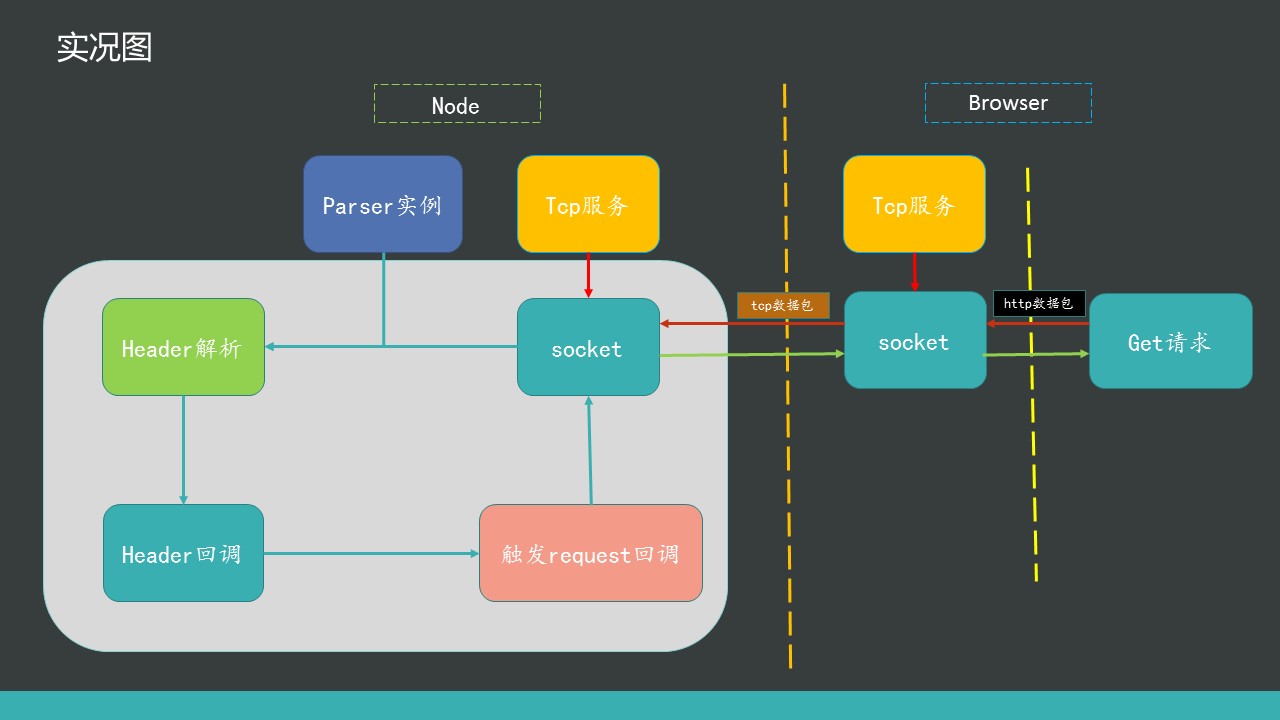 实况图
Node
Browser
Parser实例
Tcp服务
Tcp服务
tcp数据包
http数据包
Header解析
socket
socket
Get请求
Header回调
触发request回调